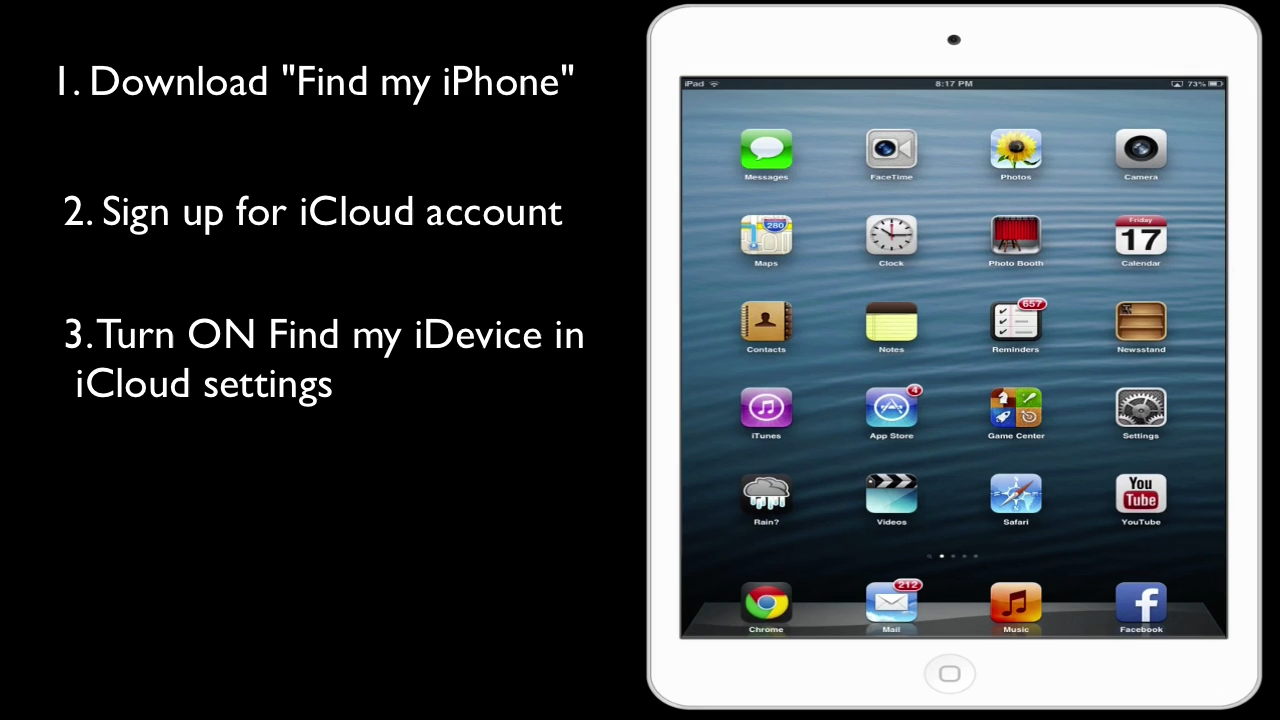 1. Download "Find my iPhone"
2. Sign up for iCloud account
3. Turn ON Find my iDevice in
iCloud settings
iPad 8:17 PM 73%
Messages FaceTime Photos Camera
280 Friday 17
Maps Clock Photo Booth Calendar
657
Contacts Notes Reminders Newsstand
4
iTunes App Store Game Center Settings
You Tube
Rain? Videos Safari YouTube
212 f
Chrome Mail Music Facebook